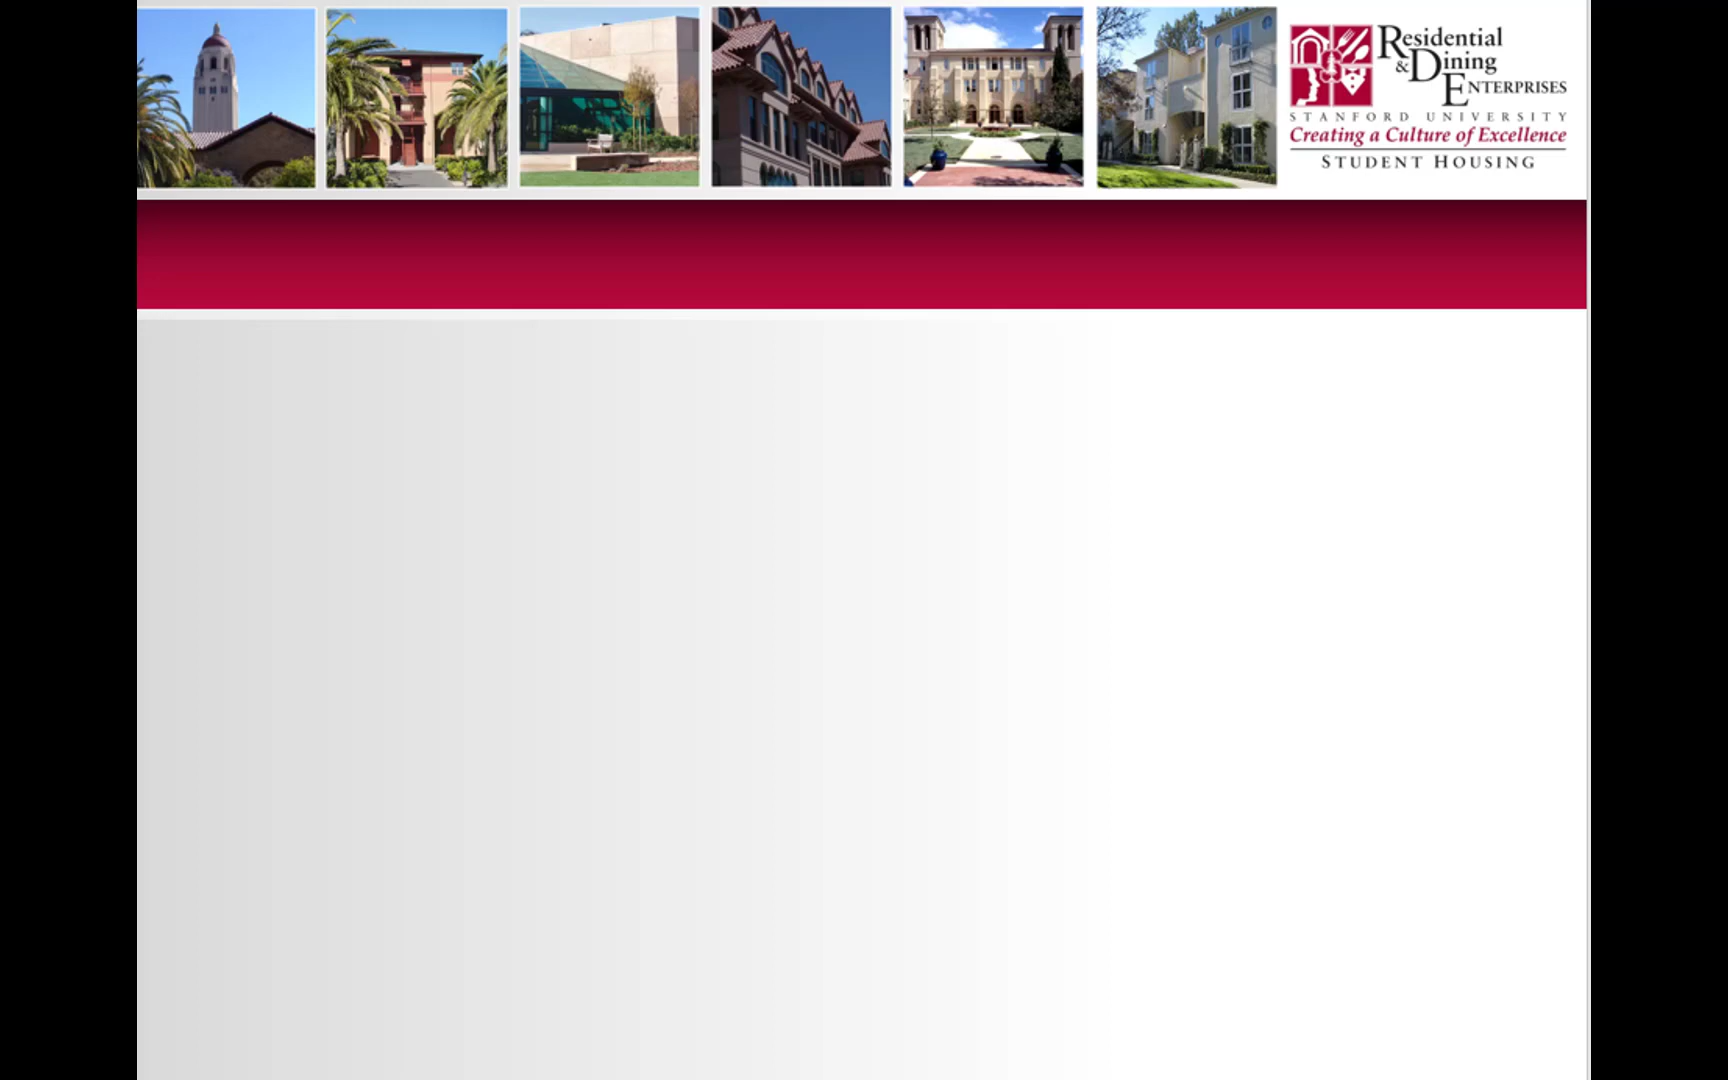 Residential
& Dining
ENTERPRISES
STANFORD UNIVERSITY
Creating a Culture of Excellence
STUDENT HOUSING